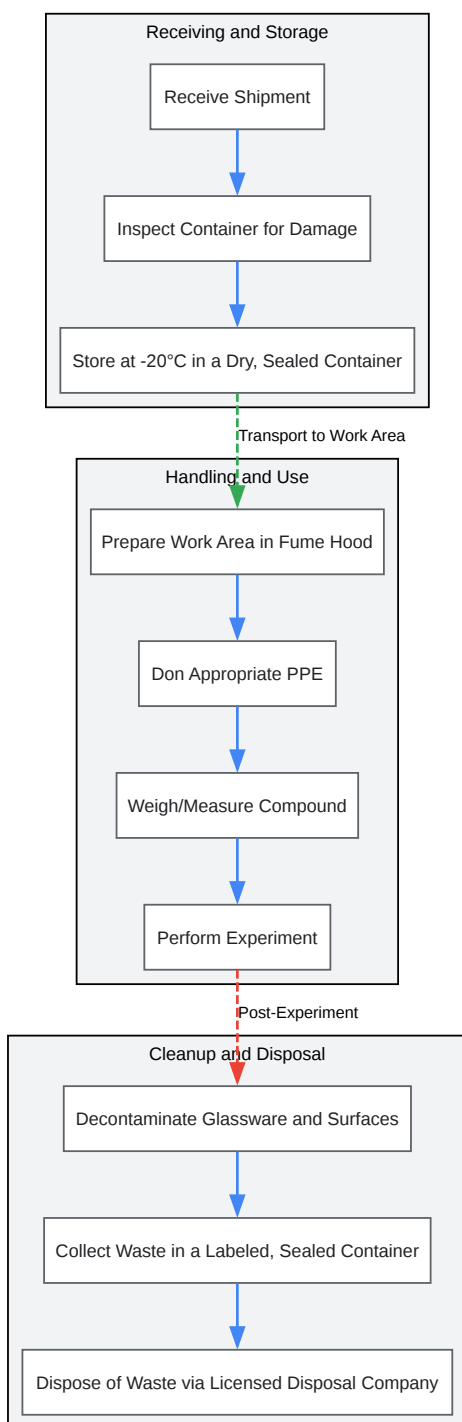 Receiving and Storage
Receive Shipment
Inspect Container for Damage
Store at -20°C in a Dry, Sealed Container
Transport to Work Area
Handling and Use
Prepare Work Area in Fume Hood
Don Appropriate PPE
Weigh/Measure Compound
Perform Experiment
Post-Experiment
Cleanup and Disposal
Decontaminate Glassware and Surfaces
Collect Waste in a Labeled, Sealed Container
Dispose of Waste via Licensed Disposal Company